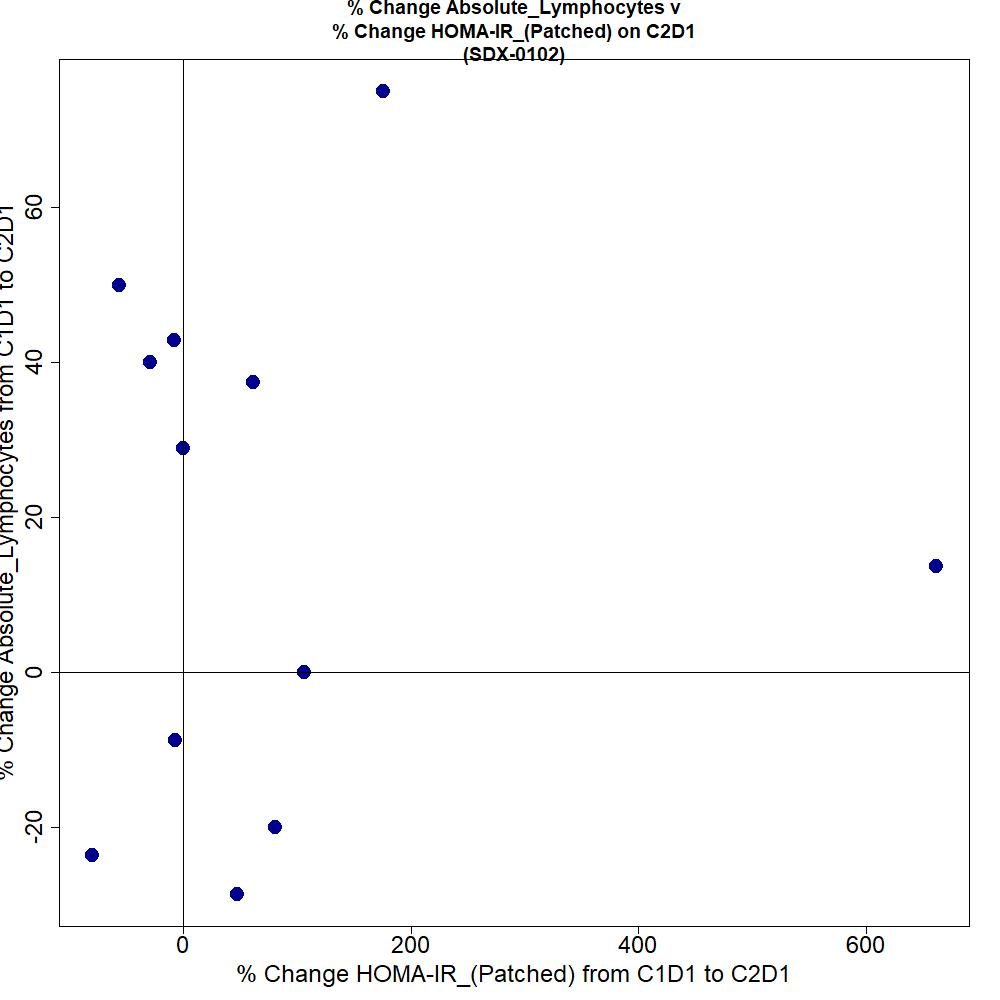 % Change Absolute_Lymphocytes v
% Change HOMA-IR_(Patched) on C2D1
(SDX-0102)
% Change Absolute_Lymphocytes from C1D1 to C2D1
60
40
20
0
-20
0
200
400
600
% Change HOMA-IR_(Patched) from C1D1 to C2D1